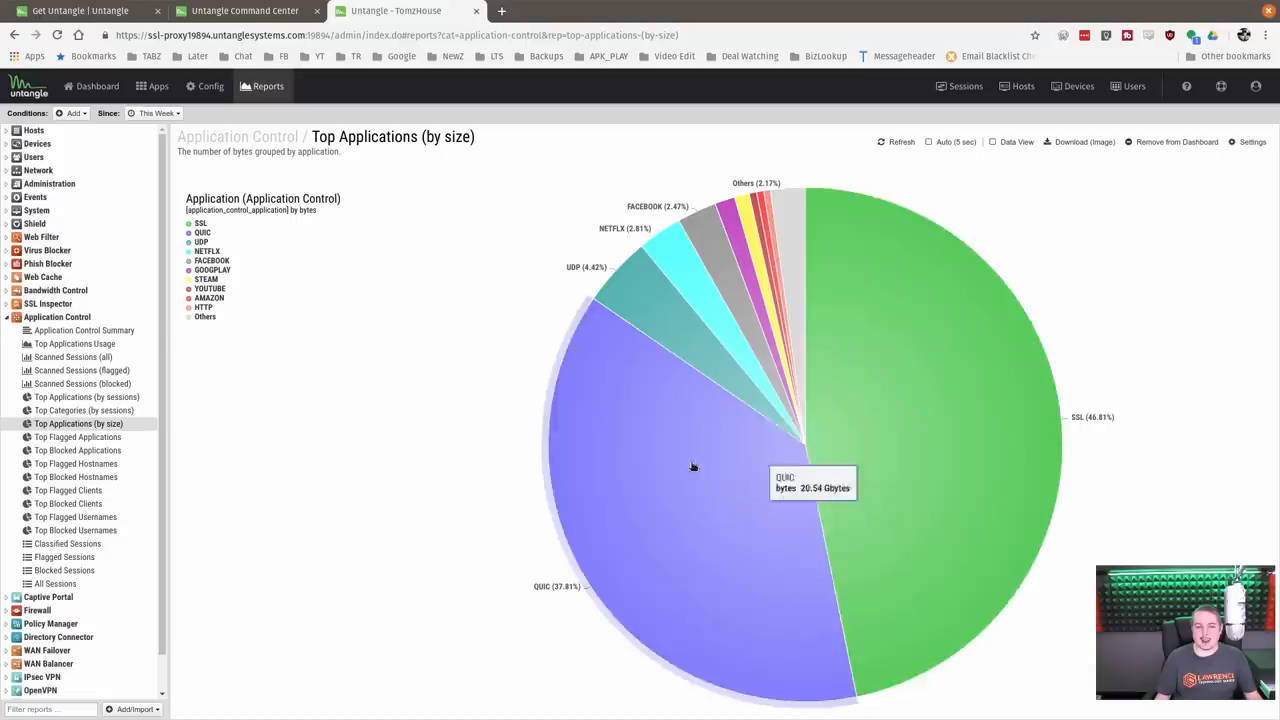 Get Untangle | Untangle
Untangle Command Center
Untangle - TomzHouse
https://ssl-proxy19894.untanglesystems.com:19894/admin/index.do#reports?cat=application-control&rep=top-applications-(by-size)
Apps
Bookmarks
TABZ
Later
Chat
FB
YT
TR
Google
NewZ
LTS
Backups
APK_PLAY
Video Edit
Deal Watching
BizLookup
Messageheader
Email Blacklist Che
Other bookmarks
untangle
Dashboard
Apps
Config
Reports
Sessions
Hosts
Devices
Users
Conditions:
Add
Since:
This Week
Hosts
Devices
Users
Network
Administration
Events
System
Shield
Web Filter
Virus Blocker
Phish Blocker
Web Cache
Bandwidth Control
SSL Inspector
Application Control
Application Control Summary
Top Applications Usage
Scanned Sessions (all)
Scanned Sessions (flagged)
Scanned Sessions (blocked)
Top Applications (by sessions)
Top Categories (by sessions)
Top Applications (by size)
Top Flagged Applications
Top Blocked Applications
Top Flagged Hostnames
Top Blocked Hostnames
Top Flagged Clients
Top Blocked Clients
Top Flagged Usernames
Top Blocked Usernames
Classified Sessions
Flagged Sessions
Blocked Sessions
All Sessions
Captive Portal
Firewall
Policy Manager
Directory Connector
WAN Failover
WAN Balancer
IPsec VPN
OpenVPN
Filter reports ...
Add/Import
Application Control / Top Applications (by size)
The number of bytes grouped by application.
Refresh
Auto (5 sec)
Data View
Download (Image)
Remove from Dashboard
Settings
Application (Application Control)
[application_control_application] by bytes
SSL
QUIC
UDP
NETFLX
FACEBOOK
GOOGPLAY
STEAM
YOUTUBE
AMAZON
HTTP
Others
Others (2.17%)
FACEBOOK (2.47%)
NETFLX (2.81%)
UDP (4.42%)
SSL (46.81%)
QUIC
bytes 20.54 Gbytes
QUIC (37.81%)
LAWRENCE